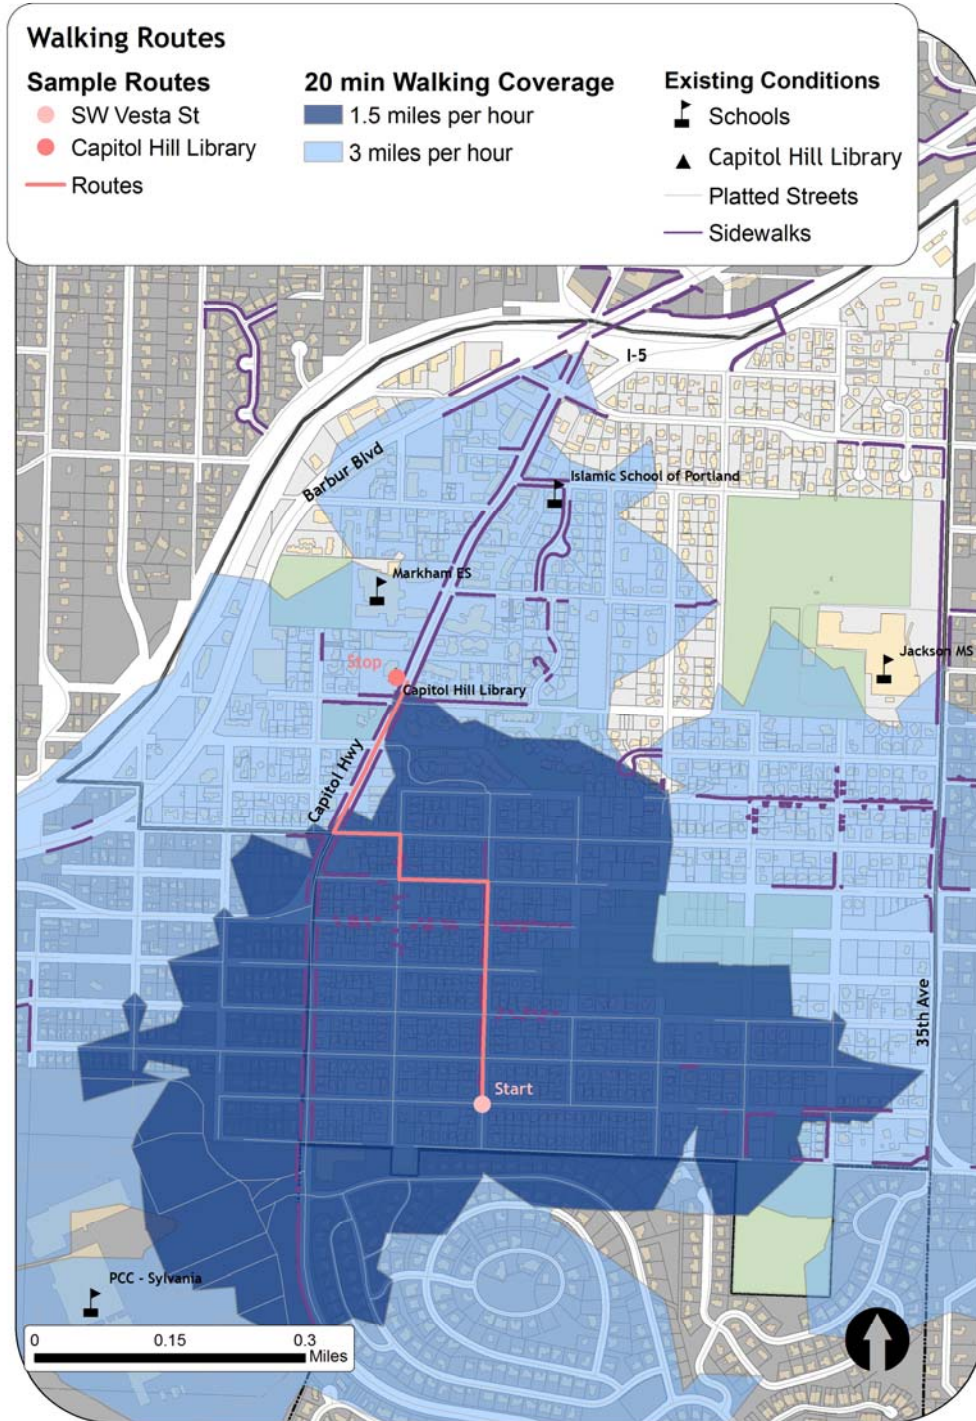 Walking Routes
Sample Routes
SW Vesta St
Capitol Hill Library
Routes
20 min Walking Coverage
1.5 miles per hour
3 miles per hour
Existing Conditions
Schools
Capitol Hill Library
Platted Streets
Sidewalks
I-5
Barbur Blvd
Islamic School of Portland
Markham ES
Jackson MS
Stop
Capitol Hill Library
Capitol Hwy
35th Ave
Start
PCC - Sylvania
0 0.15 0.3
Miles